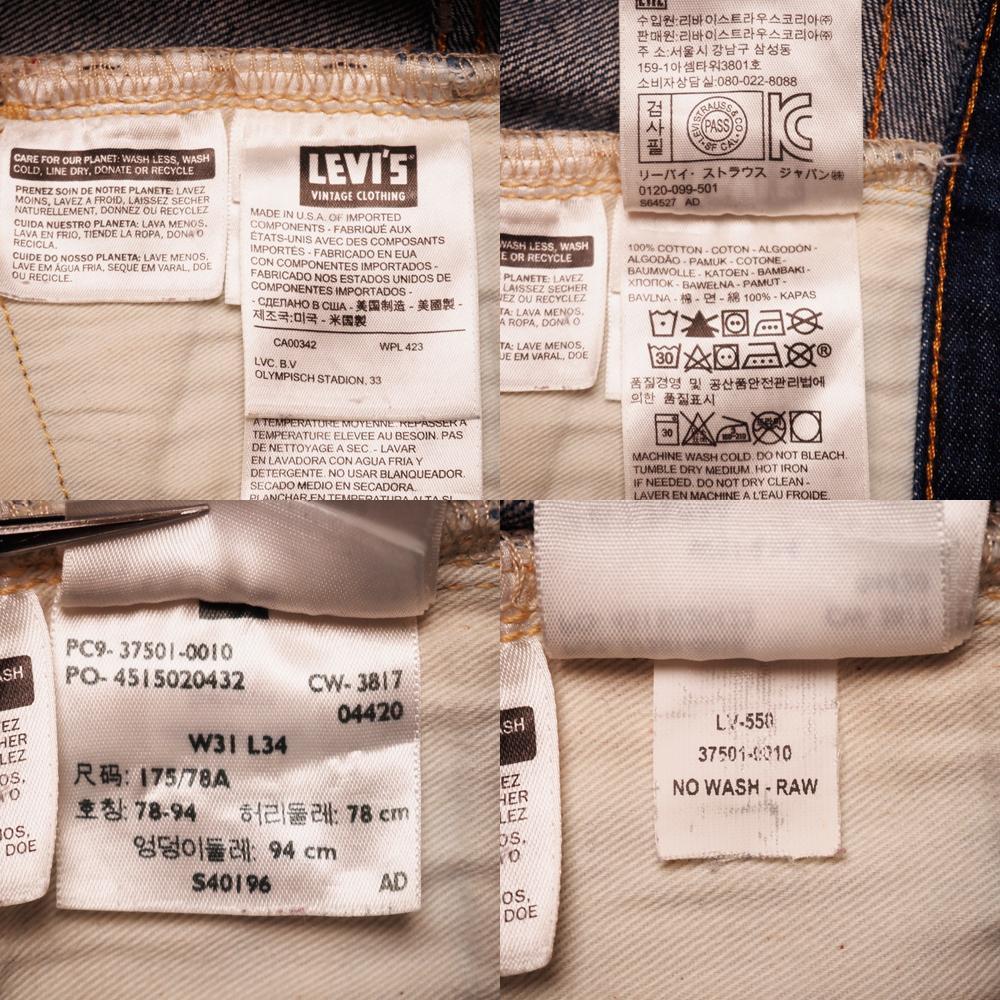 CARE FOR OUR PLANET: WASH LESS, WASH
COLD, LINE DRY, DONATE OR RECYCLE
PRENEZ SOIN DE NOTRE PLANETE: LAVEZ
MOINS, LAVEZ A FROID, LAISSEZ SECHER
NATURELLEMENT, DONNEZ OU RECYCLEZ
CUIDA NUESTRO PLANETA: LAVA MENOS,
LAVA EN FRIO, TIENDE LA ROPA, DONA O
RECICLA.
CUIDE DO NOSSO PLANETA: LAVE MENOS,
LAVE EM ÁGUA FRIA, SEQUE EM VARAL, DOE
OU RECICLE.
LEVI'S®
VINTAGE CLOTHING
MADE IN U.S.A. OF IMPORTED
COMPONENTS - FABRIQUÉ AUX
ÉTATS-UNIS AVEC DES COMPOSANTS
IMPORTÉS - FABRICADO EN EUA
CON COMPONENTES IMPORTADOS -
FABRICADO NOS ESTADOS UNIDOS DE
COMPONENTES IMPORTADOS -
- СДЕЛАНО В США - 美国制造 - 美國製 -
제조국:미국 - 米国製
CA00342 WPL 423
LVC. B.V
OLYMPISCH STADION, 33
A TEMPERATURE MOYENNE. REPASSER A
TEMPERATURE ELEVEE AU BESOIN. PAS
DE NETTOYAGE A SEC. - LAVAR
EN LAVADORA CON AGUA FRIA Y
DETERGENTE. NO USAR BLANQUEADOR.
SECADO MEDIO EN SECADORA.
PLANCHAR EN TEMPERATURA ALTA SI
수입원:리바이스트라우스코리아㈜
판매원:리바이스트라우스코리아㈜
주 소:서울시 강남구 삼성동
159-1아셈타워3801호
소비자상담실:080-022-8088
검사필
LEVI STRAUSS & CO
PASS
SF CAL.
リーバイ・ストラウス ジャパン㈱
0120-099-501
S64527 AD
WASH LESS, WASH
E OR RECYCLE
PLANETE: LAVEZ
LAISSEZ SECHER
NEZ OU RECYCLEZ
TA: LAVA MENOS,
A ROPA, DONA O
TA: LAVE MENOS,
UE EM VARAL, DOE
100% COTTON - COTON - ALGODÓN -
ALGODÃO - PAMUK - COTONE -
BAUMWOLLE - KATOEN - BAMBAKI -
ХЛОПОК - BAWEŁNA - PAMUT -
BAVLNA - 棉 - 면 - 綿 100% - KAPAS
30 ®
품질경영 및 공산품안전관리법에
의한 품질표시
30
MACHINE WASH COLD. DO NOT BLEACH.
TUMBLE DRY MEDIUM. HOT IRON
IF NEEDED. DO NOT DRY CLEAN -
LAVER EN MACHINE A L'EAU FROIDE.
PC9- 37501-0010
PO- 4515020432 CW- 3817
04420
W31 L34
尺码: 175/78A
호칭: 78-94 허리둘레: 78 cm
엉덩이둘레: 94 cm
S40196 AD
LV-550
37501-0010
NO WASH - RAW